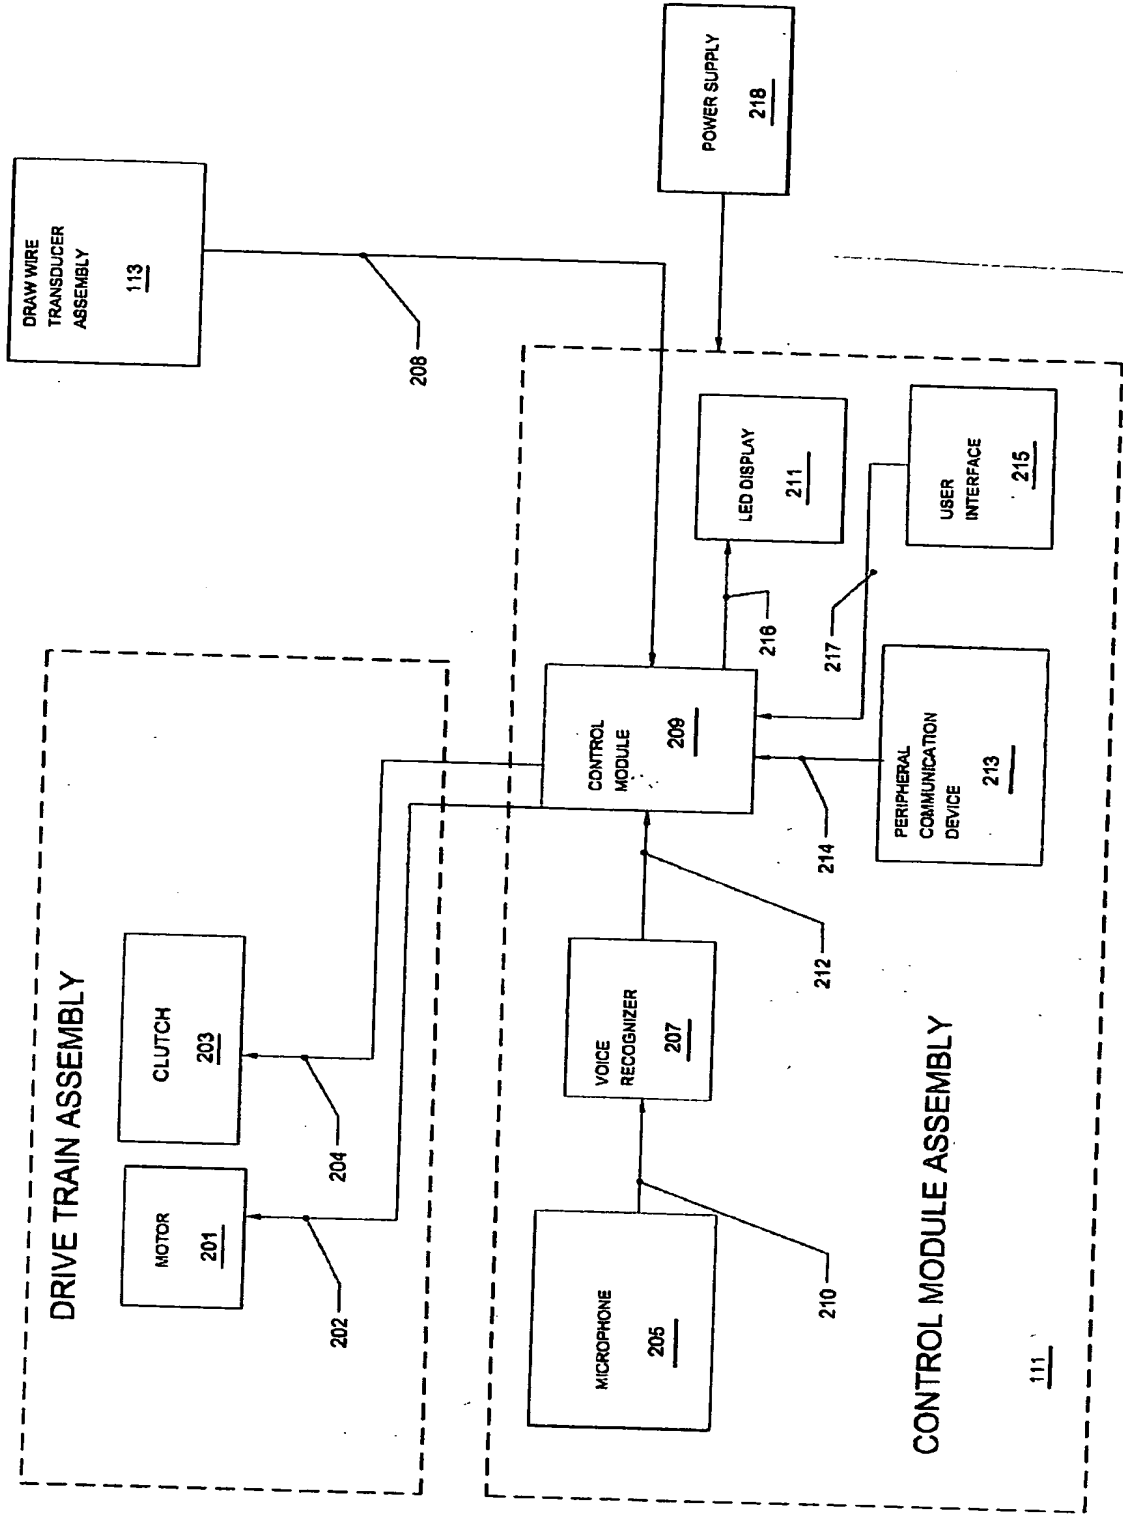 DRIVE TRAIN ASSEMBLY
MOTOR
201
CLUTCH
203
202
204
DRAW WIRE
TRANSDUCER
ASSEMBLY
113
208
MICROPHONE
205
210
VOICE
RECOGNIZER
207
212
CONTROL
MODULE
209
216
LED DISPLAY
211
POWER SUPPLY
218
214
PERIPHERAL
COMMUNICATION
DEVICE
213
217
USER
INTERFACE
215
CONTROL MODULE ASSEMBLY
111